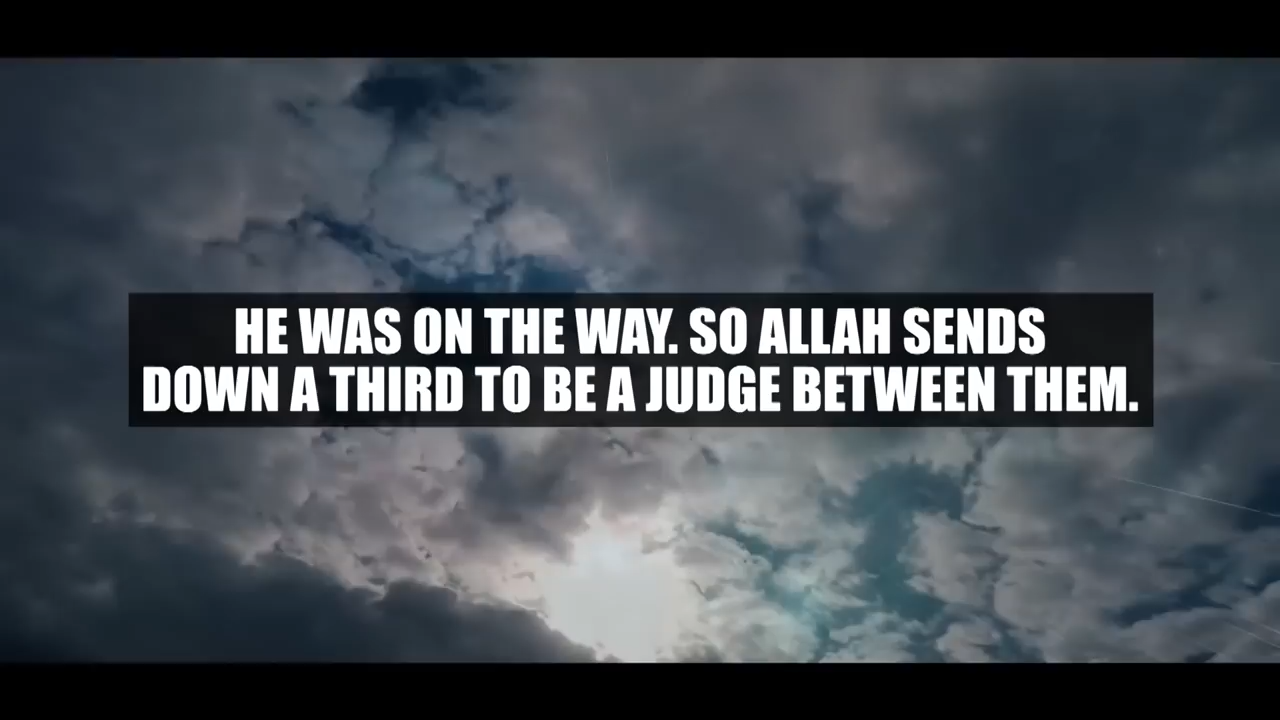 HE WAS ON THE WAY. SO ALLAH SENDS
DOWN A THIRD TO BE A JUDGE BETWEEN THEM.